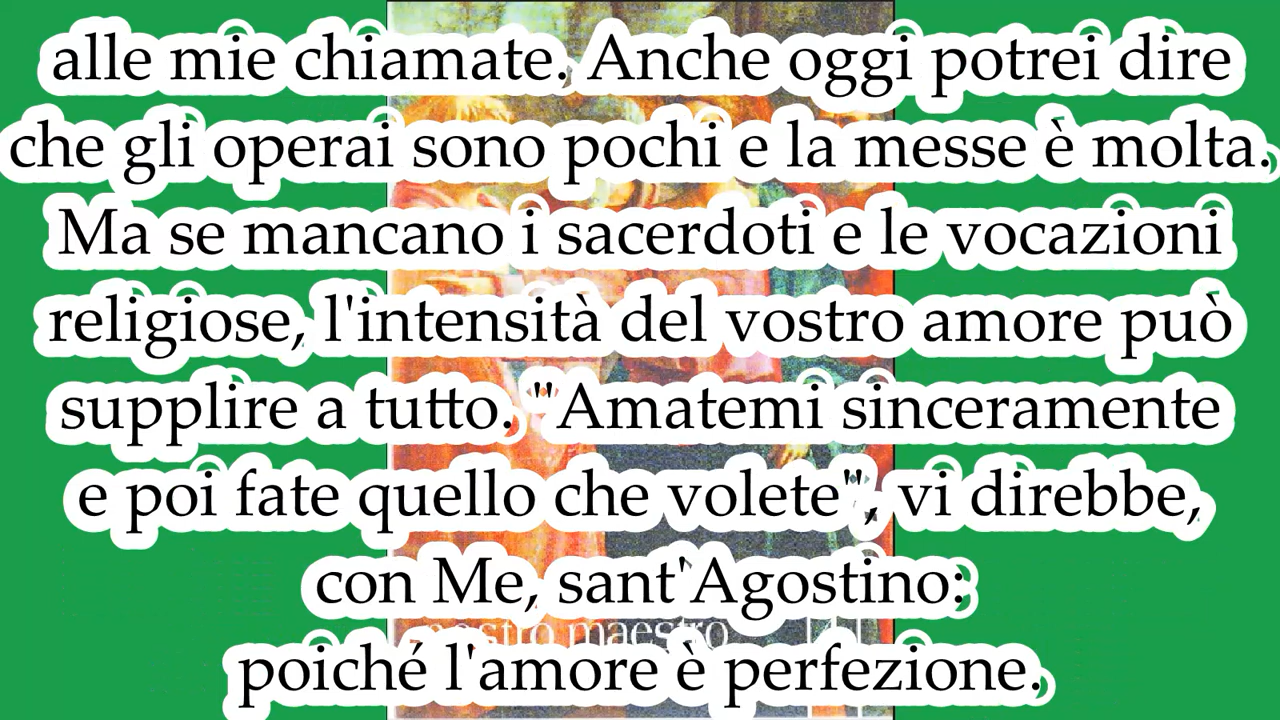 alle mie chiamate. Anche oggi potrei dire
che gli operai sono pochi e la messe è molta.
Ma se mancano i sacerdoti e le vocazioni
religiose, l'intensità del vostro amore può
supplire a tutto. "Amatemi sinceramente
e poi fate quello che volete", vi direbbe,
con Me, sant'Agostino:
nostro maestro
poiché l'amore è perfezione.